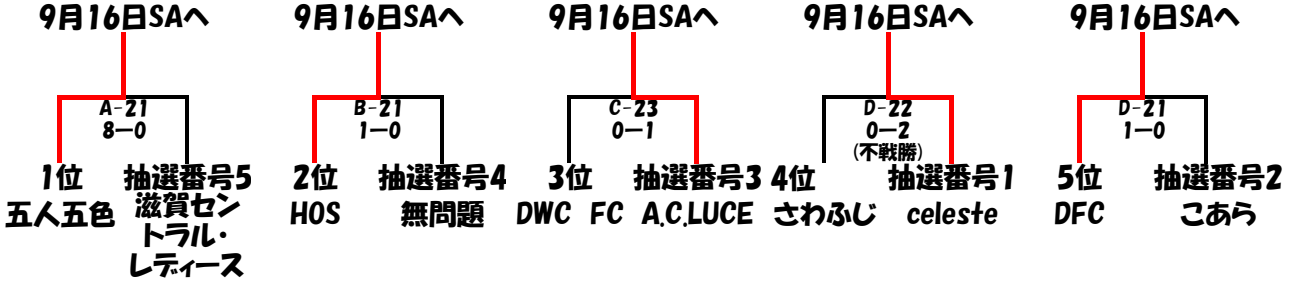 9月16日SAへ
9月16日SAへ
9月16日SAへ
9月16日SAへ
9月16日SAへ
A-21
8ー0
B-21
1ー0
C-23
0ー1
D-22
0ー2
(不戦勝)
D-21
1ー0
1位
抽選番号5
2位
抽選番号4
3位
抽選番号3
4位
抽選番号1
5位
抽選番号2
五人五色
滋賀セン
トラル・
レディース
HOS
無問題
DWC FC
A.C.LUCE
さわふじ
celeste
DFC
こあら